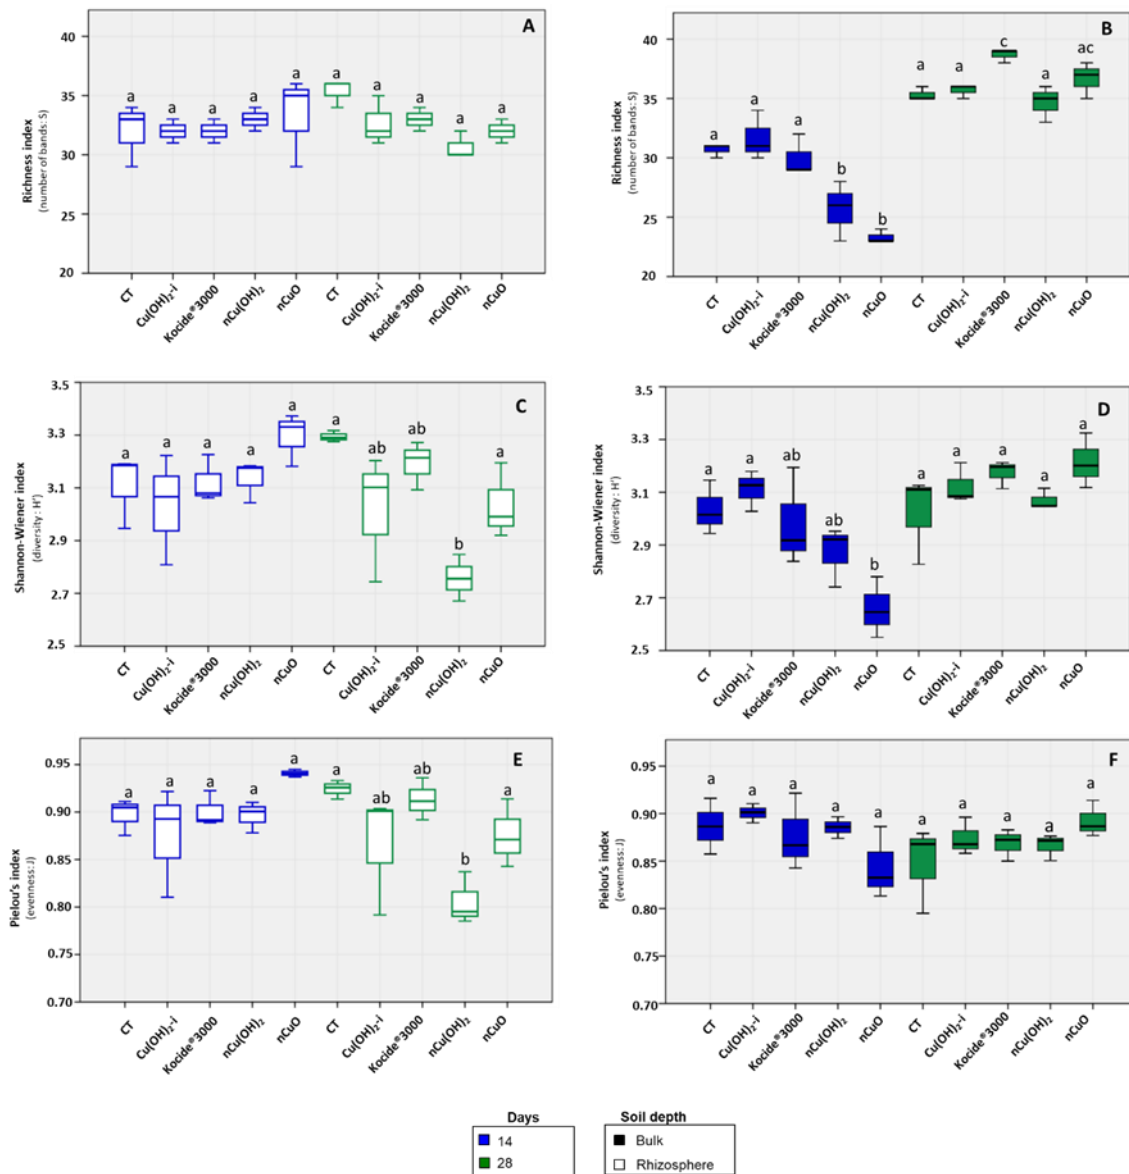 A
Richness index
(number of bands: S)
40
35
30
25
20
a a a a a a a a a a
CT Cu(OH)₂-i Kocide®3000 nCu(OH)₂ nCuO CT Cu(OH)₂-i Kocide®3000 nCu(OH)₂ nCuO
B
Richness index
(number of bands: S)
40
35
30
25
20
a a a b b a a c a ac
CT Cu(OH)₂-i Kocide®3000 nCu(OH)₂ nCuO CT Cu(OH)₂-i Kocide®3000 nCu(OH)₂ nCuO
C
Shannon-Wiener index
(diversity : H')
3.5
3.3
3.1
2.9
2.7
2.5
a a a a a a ab ab b a
CT Cu(OH)₂-i Kocide®3000 nCu(OH)₂ nCuO CT Cu(OH)₂-i Kocide®3000 nCu(OH)₂ nCuO
D
Shannon-Wiener index
(diversity : H')
3.5
3.3
3.1
2.9
2.7
2.5
a a ab ab b a a a a a
CT Cu(OH)₂-i Kocide®3000 nCu(OH)₂ nCuO CT Cu(OH)₂-i Kocide®3000 nCu(OH)₂ nCuO
E
Pielou's index
(evenness: J)
0.95
0.90
0.85
0.80
0.75
0.70
a a a a a a ab ab b a
CT Cu(OH)₂-i Kocide®3000 nCu(OH)₂ nCuO CT Cu(OH)₂-i Kocide®3000 nCu(OH)₂ nCuO
F
Pielou's index
(evenness: J)
0.95
0.90
0.85
0.80
0.75
0.70
a a a a a a a a a a
CT Cu(OH)₂-i Kocide®3000 nCu(OH)₂ nCuO CT Cu(OH)₂-i Kocide®3000 nCu(OH)₂ nCuO
Days
14
28
Soil depth
Bulk
Rhizosphere